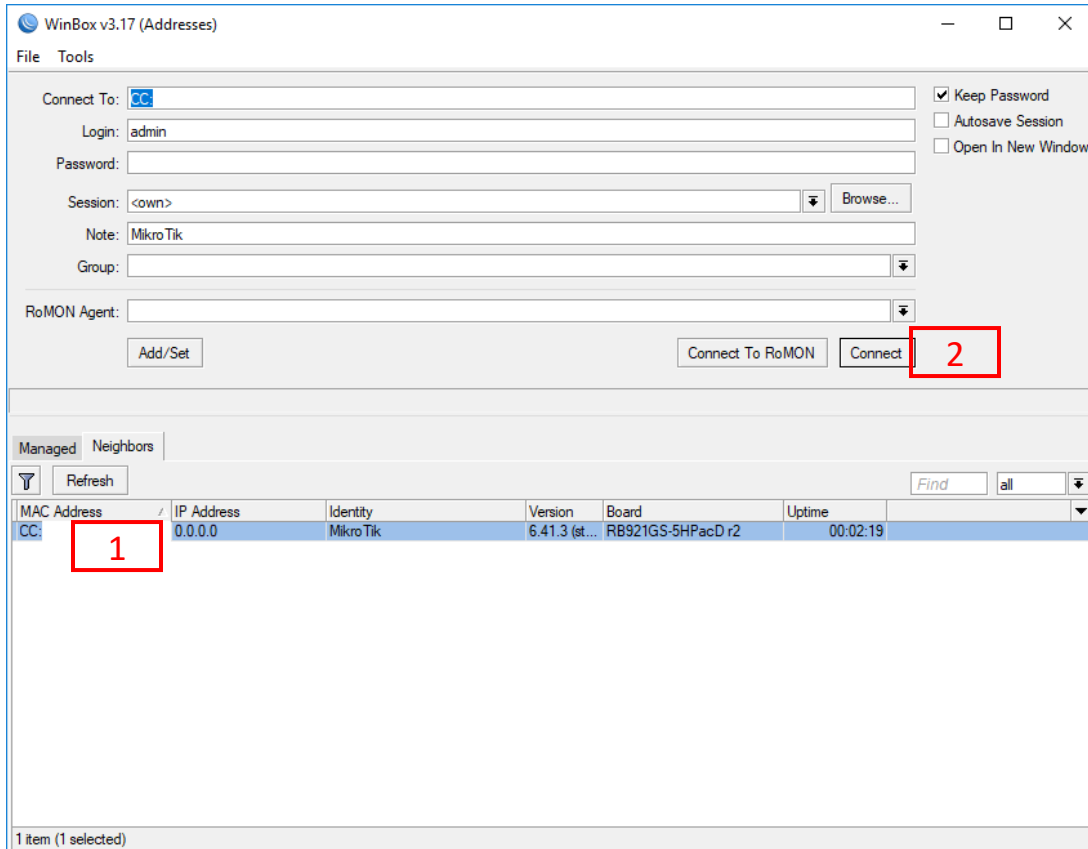 WinBox v3.17 (Addresses)
File Tools
Connect To: CC:
Keep Password
Login: admin
Autosave Session
Password:
Open In New Window
Session: <own>
Browse...
Note: MikroTik
Group:
RoMON Agent:
Add/Set
Connect To RoMON
Connect
2
Managed
Neighbors
Refresh
Find
all
MAC Address IP Address Identity Version Board Uptime
CC: 0.0.0.0 MikroTik 6.41.3 (st... RB921GS-5HPacD r2 00:02:19
1
1 item (1 selected)